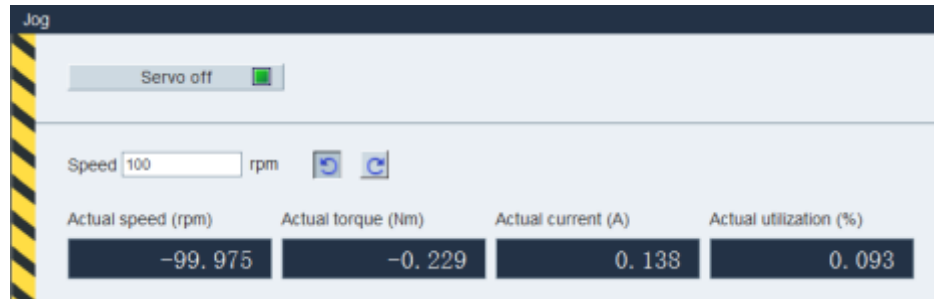 Jog
Servo off
Speed 100 rpm
Actual speed (rpm) Actual torque (Nm) Actual current (A) Actual utilization (%)
-99.975 -0.229 0.138 0.093